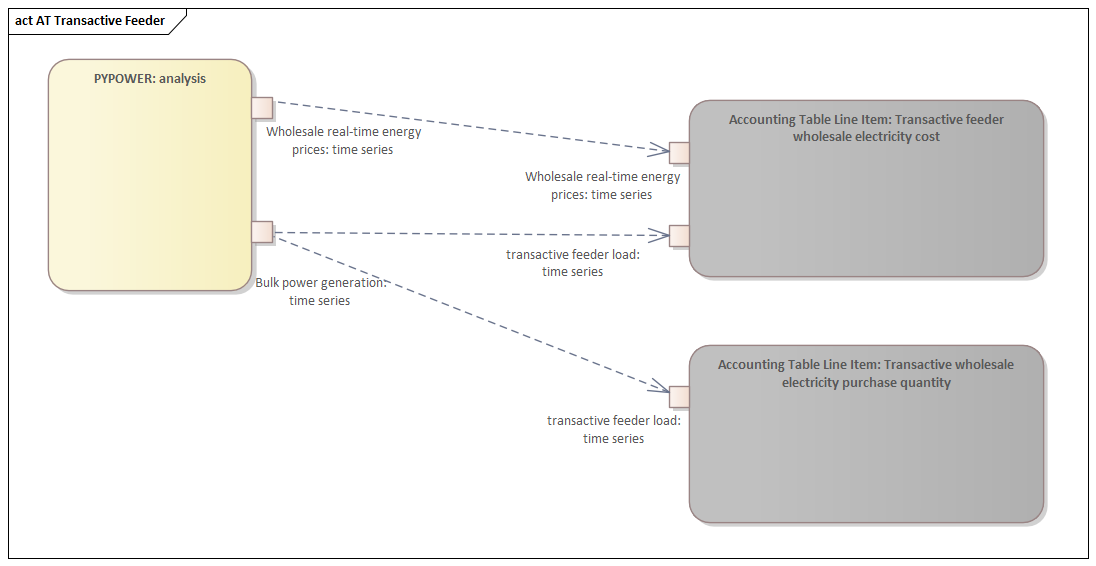 act AT Transactive Feeder
PYPOWER: analysis
Wholesale real-time energy
prices: time series
Bulk power generation:
time series
Accounting Table Line Item: Transactive feeder
wholesale electricity cost
Wholesale real-time energy
prices: time series
transactive feeder load:
time series
Accounting Table Line Item: Transactive wholesale
electricity purchase quantity
transactive feeder load:
time series